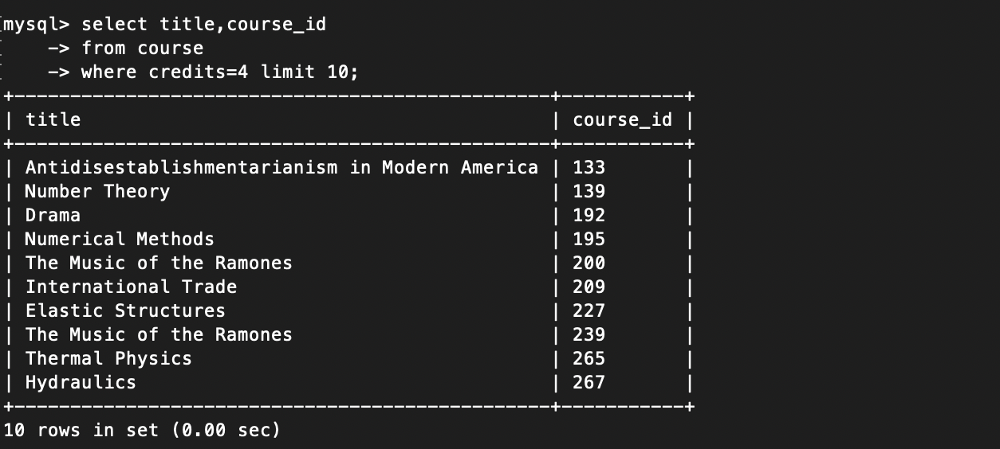 mysql> select title,course_id
    -> from course
    -> where credits=4 limit 10;
+------------------------------------------------+-----------+
| title                                          | course_id |
+------------------------------------------------+-----------+
| Antidisestablishmentarianism in Modern America | 133       |
| Number Theory                                  | 139       |
| Drama                                          | 192       |
| Numerical Methods                              | 195       |
| The Music of the Ramones                       | 200       |
| International Trade                            | 209       |
| Elastic Structures                             | 227       |
| The Music of the Ramones                       | 239       |
| Thermal Physics                                | 265       |
| Hydraulics                                     | 267       |
+------------------------------------------------+-----------+
10 rows in set (0.00 sec)